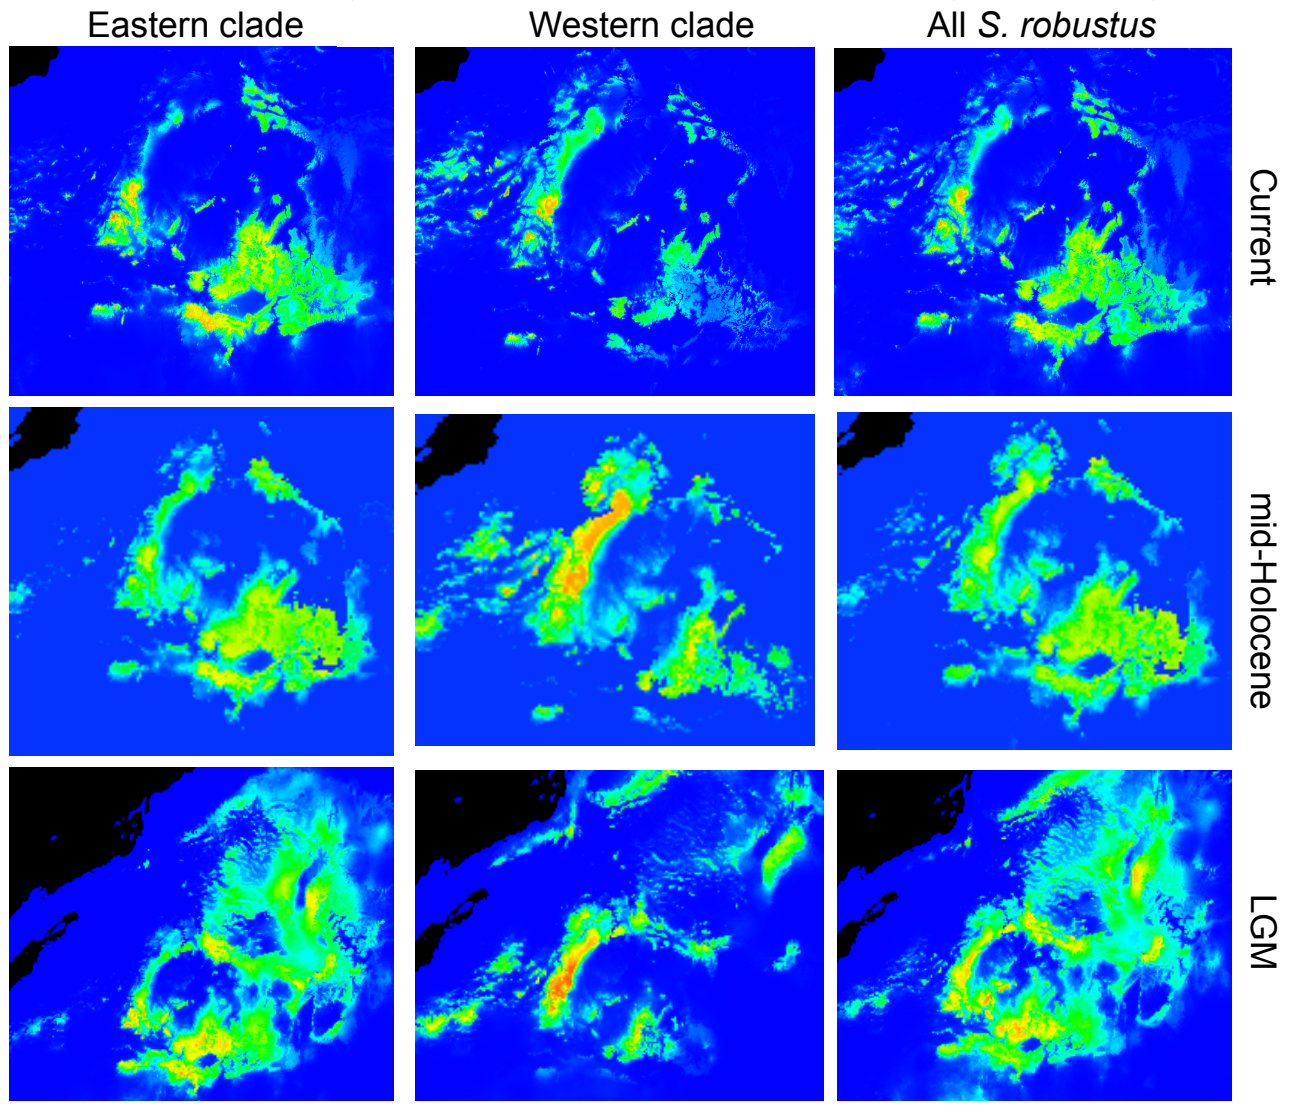 Eastern clade
Western clade
All S. robustus
Current
mid-Holocene
LGM